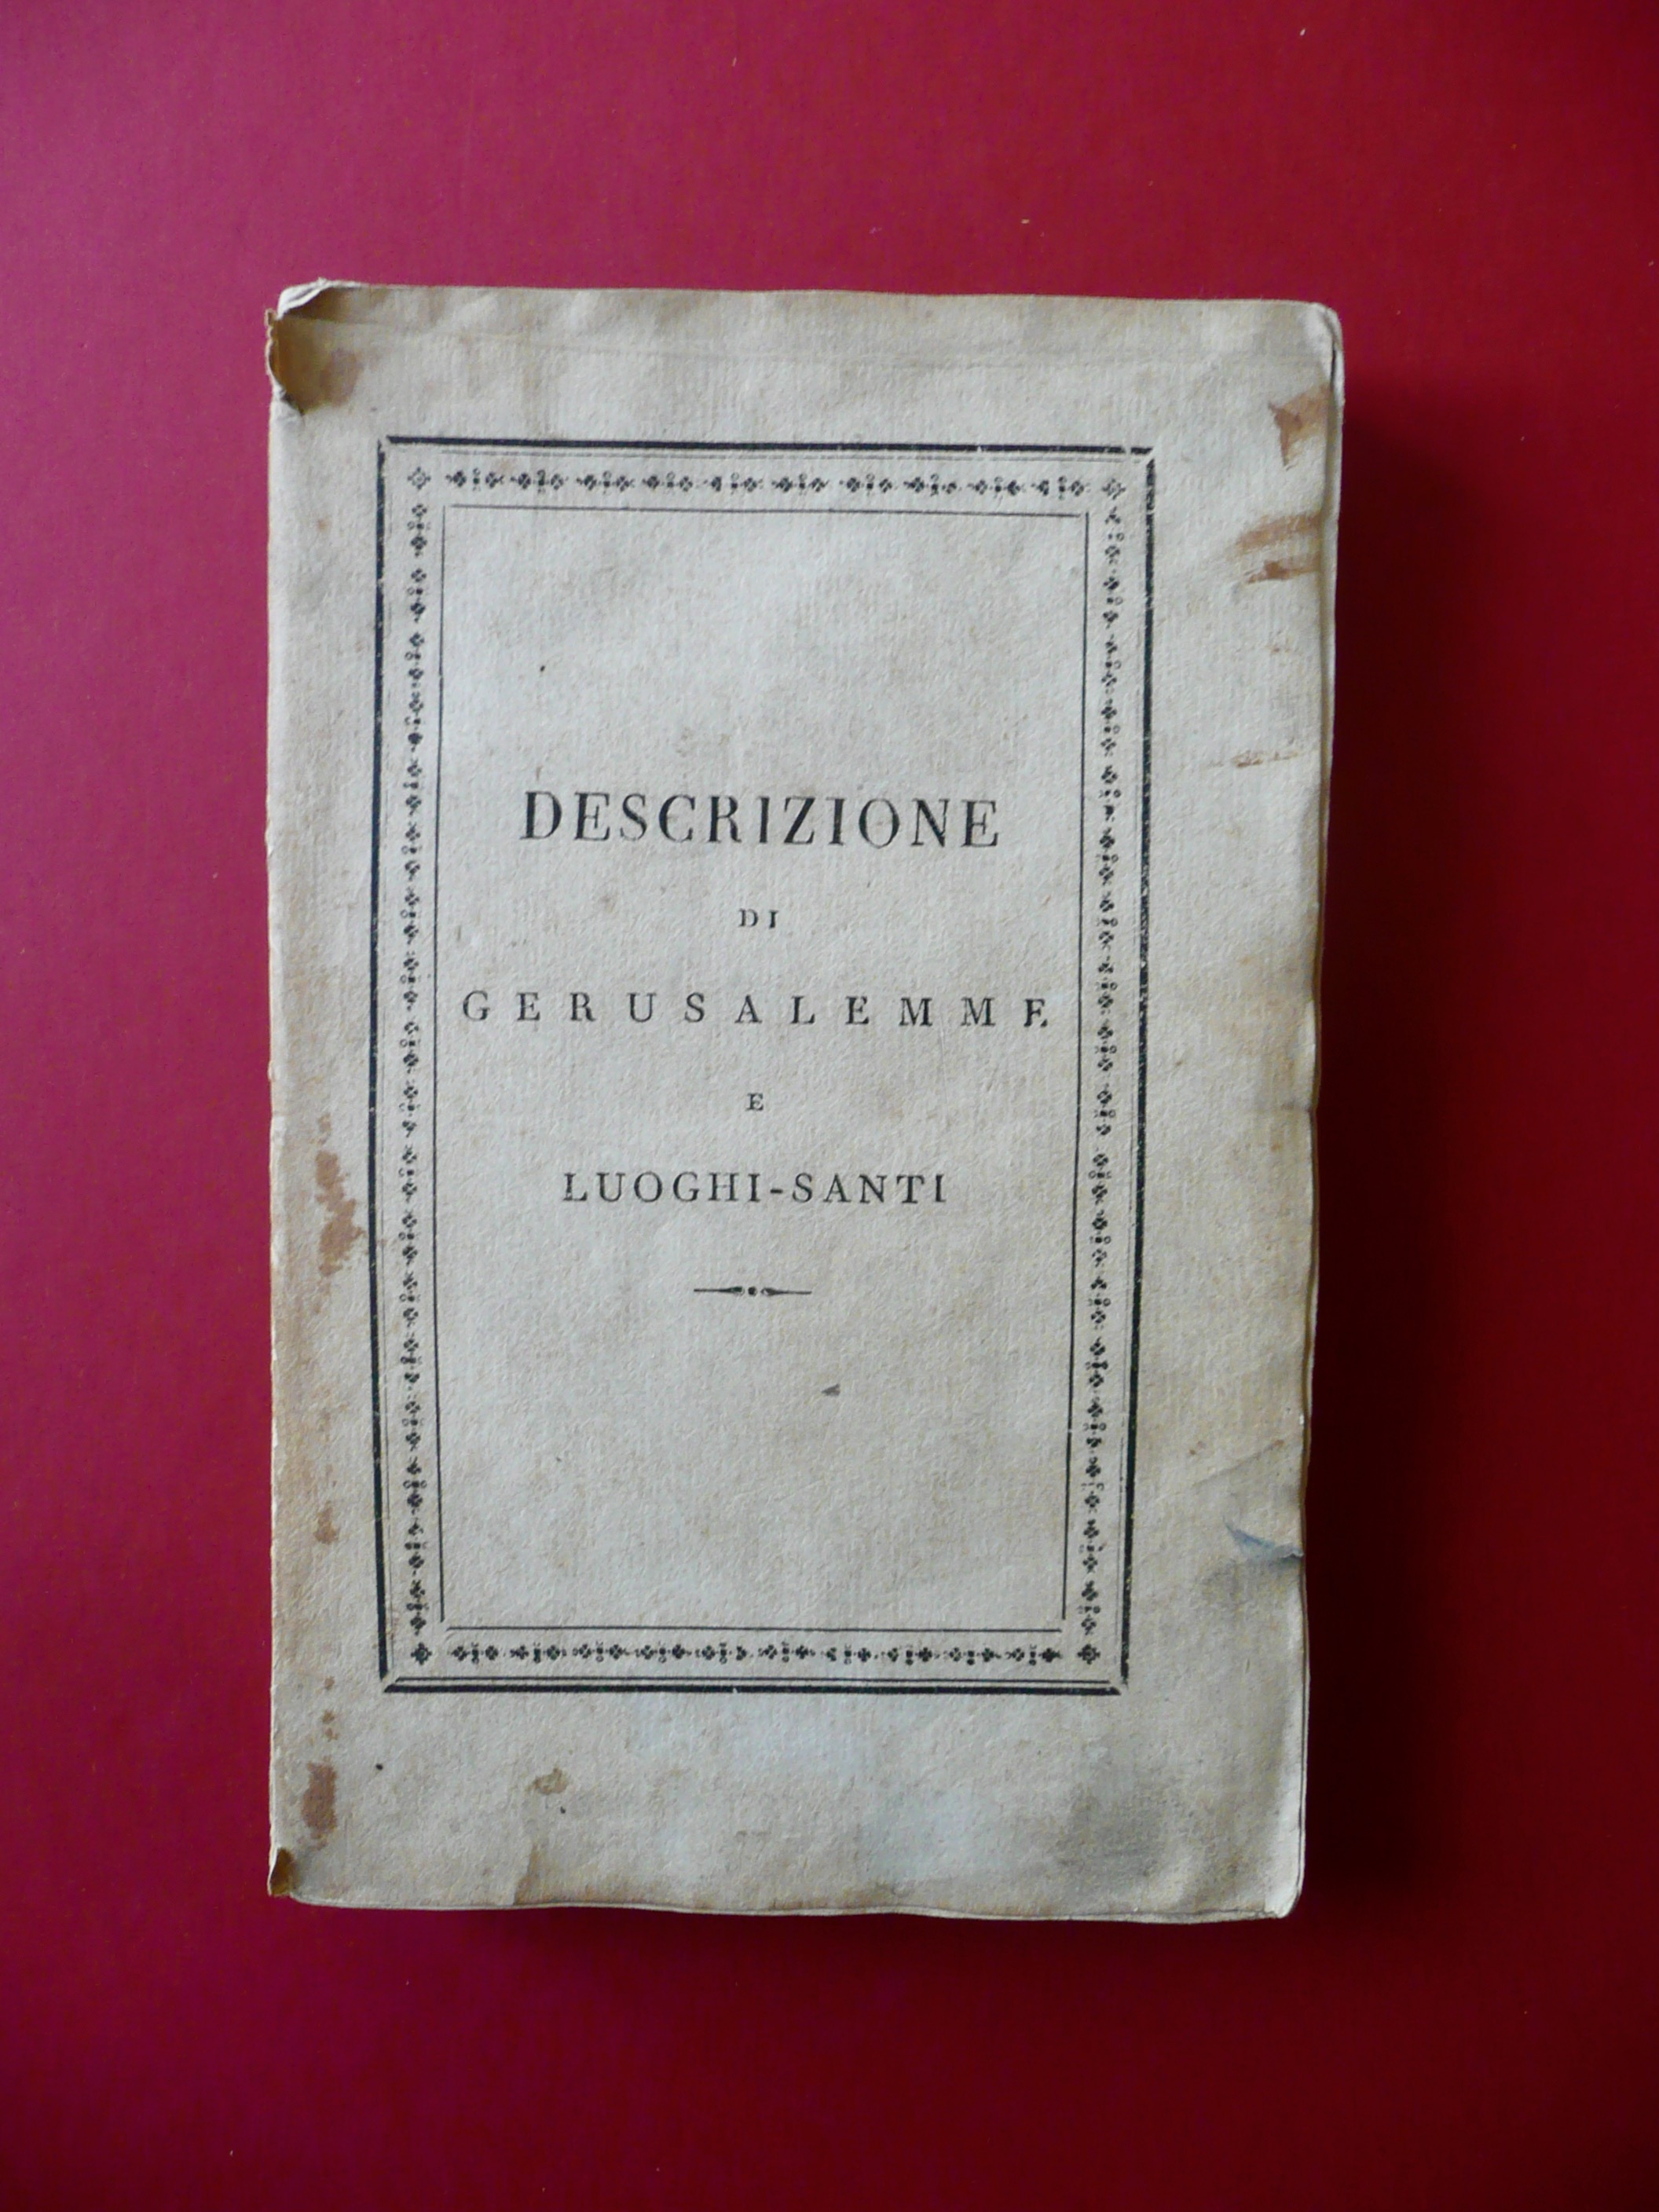 DESCRIZIONE
DI
GERUSALEMME
E
LUOGHI-SANTI